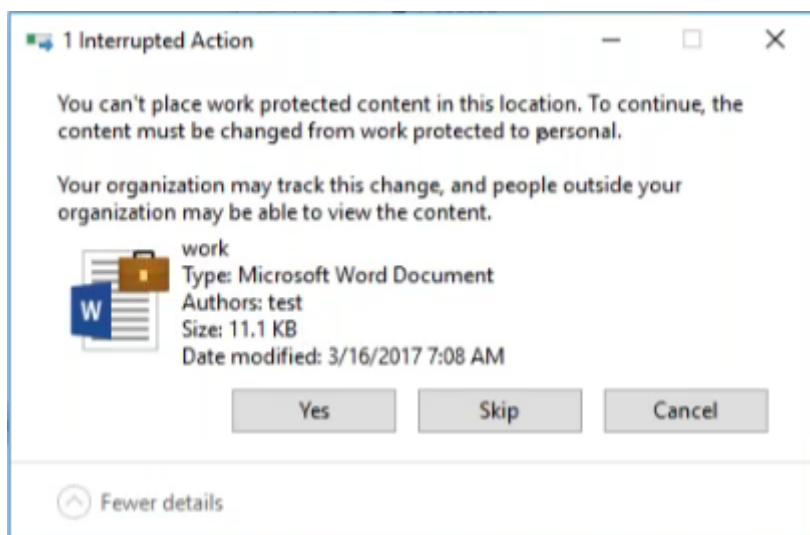 1 Interrupted Action
You can't place work protected content in this location. To continue, the
content must be changed from work protected to personal.
Your organization may track this change, and people outside your
organization may be able to view the content.
work
Type: Microsoft Word Document
Authors: test
Size: 11.1 KB
Date modified: 3/16/2017 7:08 AM
W
Yes Skip Cancel
Fewer details